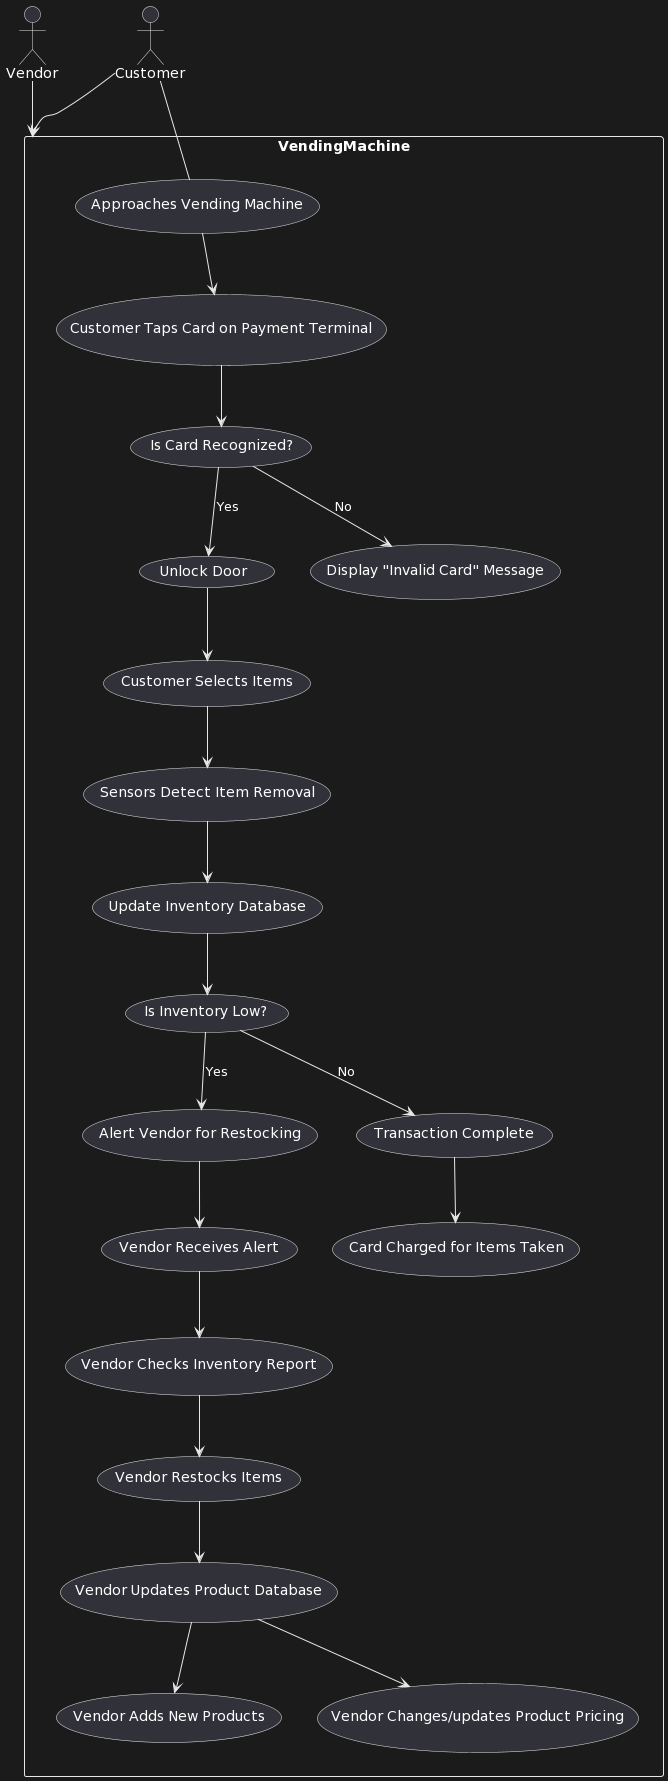 Vendor
Customer
VendingMachine
Approaches Vending Machine
Customer Taps Card on Payment Terminal
Is Card Recognized?
Yes
No
Unlock Door
Display "Invalid Card" Message
Customer Selects Items
Sensors Detect Item Removal
Update Inventory Database
Is Inventory Low?
Yes
No
Alert Vendor for Restocking
Transaction Complete
Vendor Receives Alert
Card Charged for Items Taken
Vendor Checks Inventory Report
Vendor Restocks Items
Vendor Updates Product Database
Vendor Adds New Products
Vendor Changes/updates Product Pricing